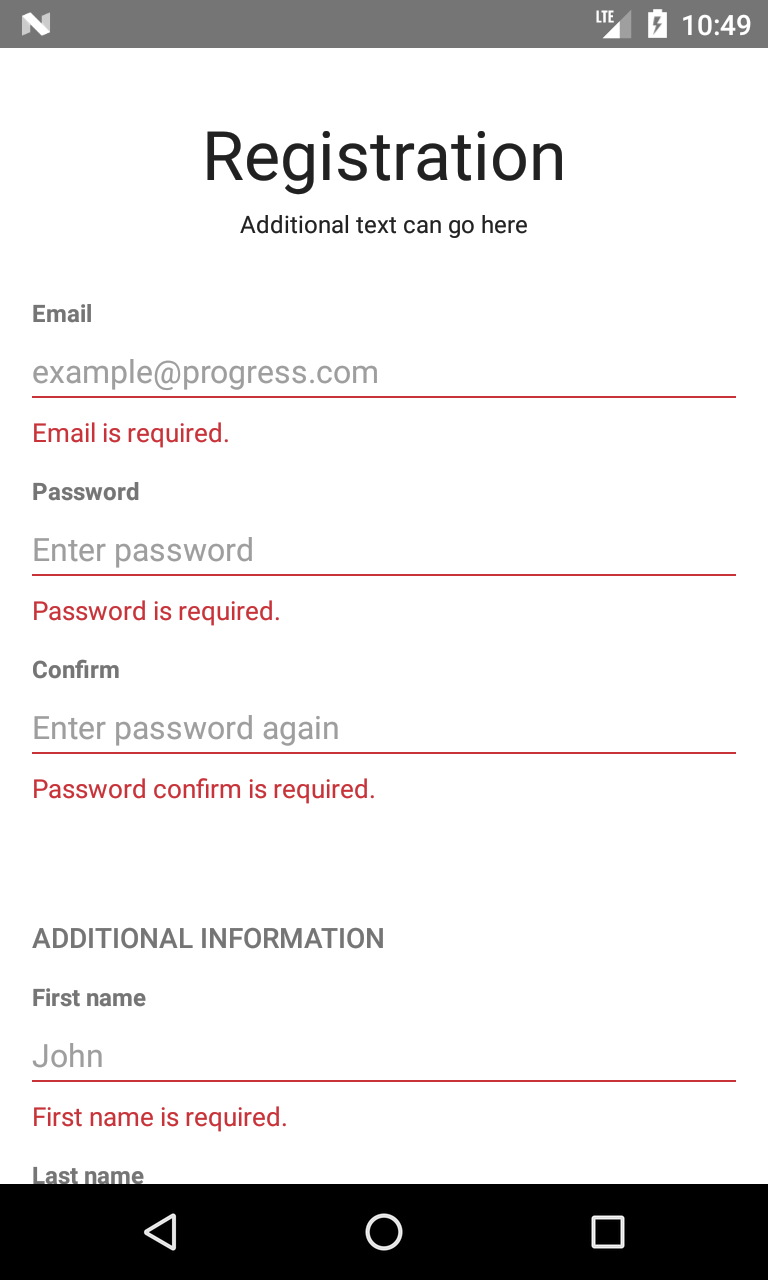 LTE 10:49
Registration
Additional text can go here
Email
example@progress.com
Email is required.
Password
Enter password
Password is required.
Confirm
Enter password again
Password confirm is required.
ADDITIONAL INFORMATION
First name
John
First name is required.
Last name